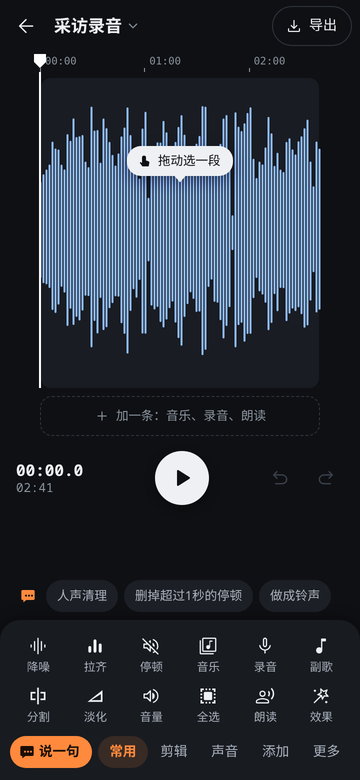 采访录音
导出
00:00
01:00
02:00
拖动选一段
加一条：音乐、录音、朗读
00:00.0
02:41
人声清理
删掉超过1秒的停顿
做成铃声
降噪
拉齐
停顿
音乐
录音
副歌
分割
淡化
音量
全选
朗读
效果
说一句
常用
剪辑
声音
添加
更多